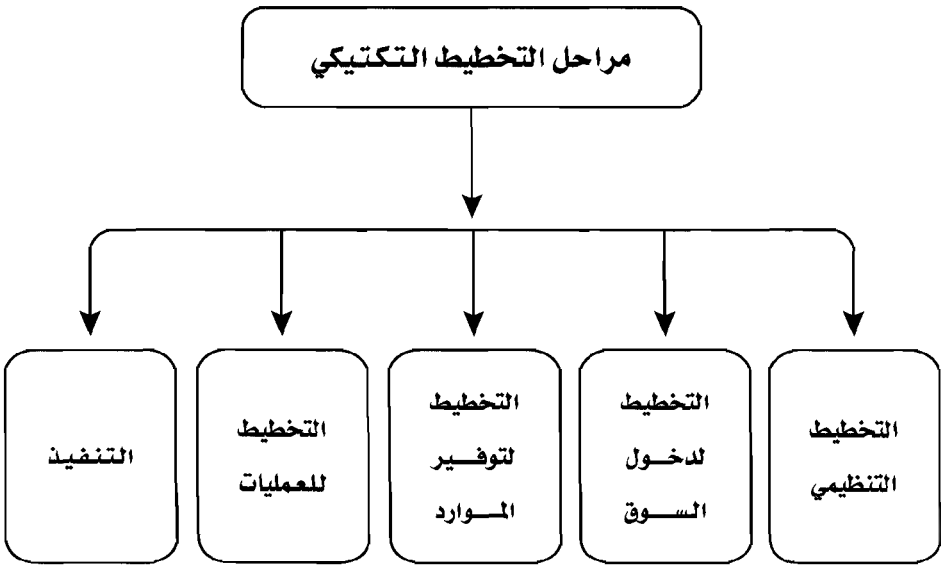 مراحل التخطيط التكتيكي
التخطيط
التنظيمي
التخطيط
لدخول
السوق
التخطيط
لتوفير
الموارد
التخطيط
للعمليات
التنفيذ